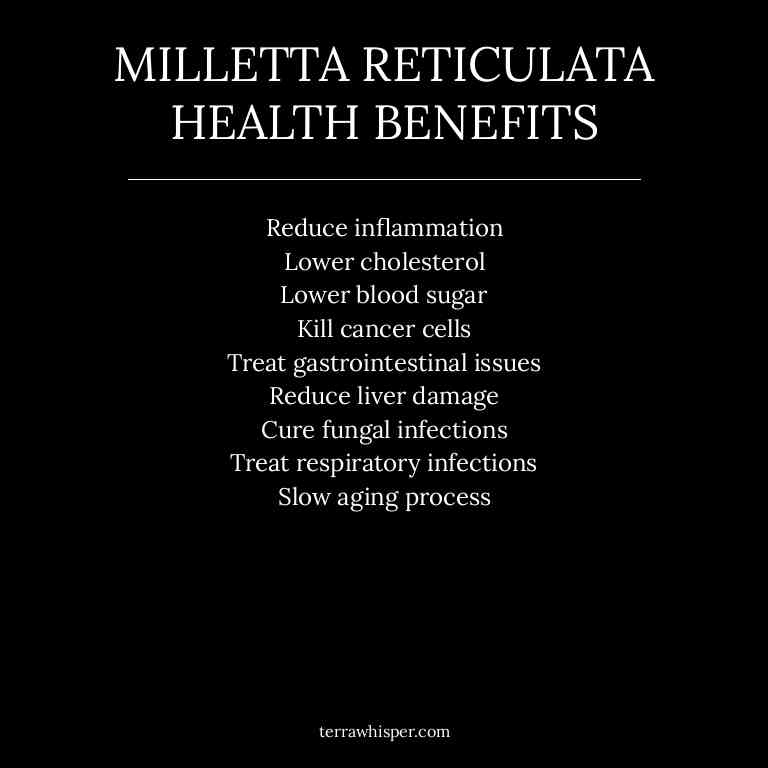 MILLETTA RETICULATA
HEALTH BENEFITS
Reduce inflammation
Lower cholesterol
Lower blood sugar
Kill cancer cells
Treat gastrointestinal issues
Reduce liver damage
Cure fungal infections
Treat respiratory infections
Slow aging process
terrawhisper.com